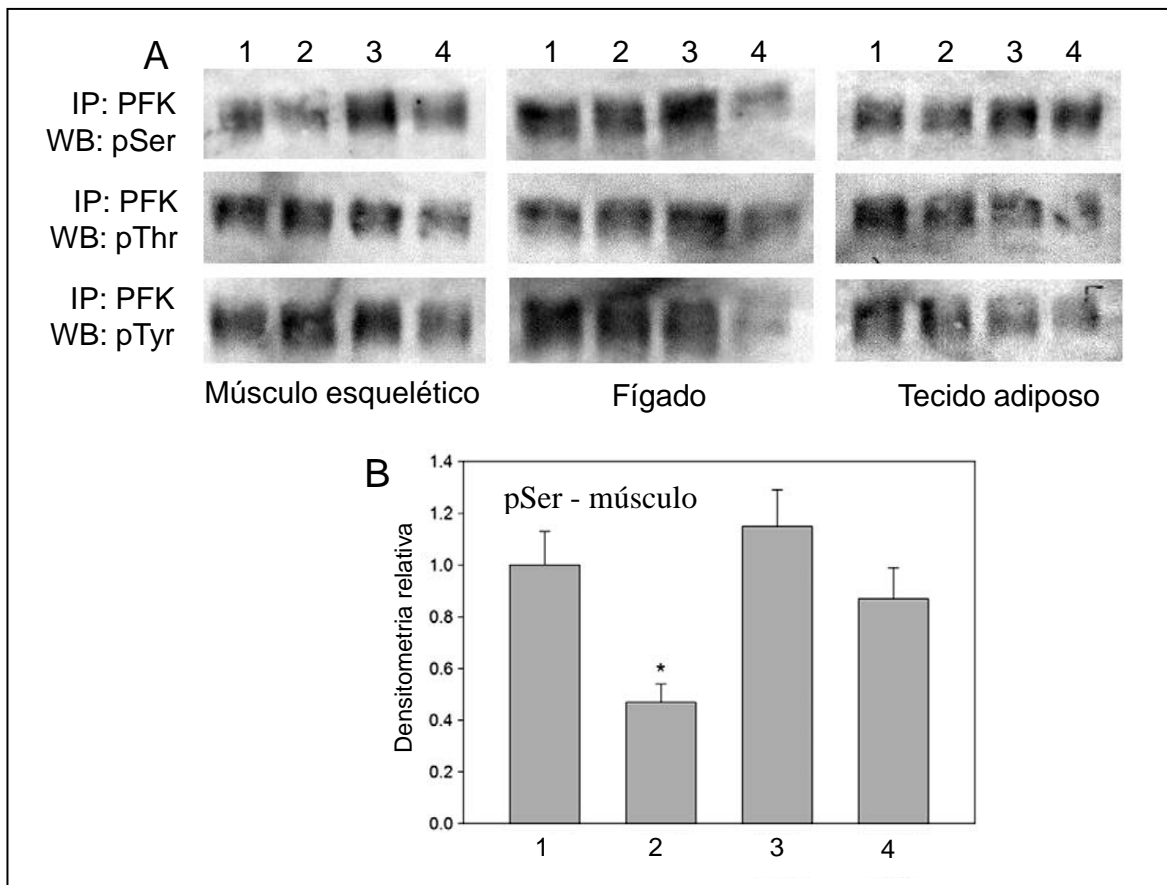 A
1 2 3 4
1 2 3 4
1 2 3 4
IP: PFK
WB: pSer
IP: PFK
WB: pThr
IP: PFK
WB: pTyr
Músculo esquelético
Fígado
Tecido adiposo
B
pSer - músculo
Densitometria relativa
1.4
1.2
1.0
0.8
0.6
0.4
0.2
0.0
*
1 2 3 4